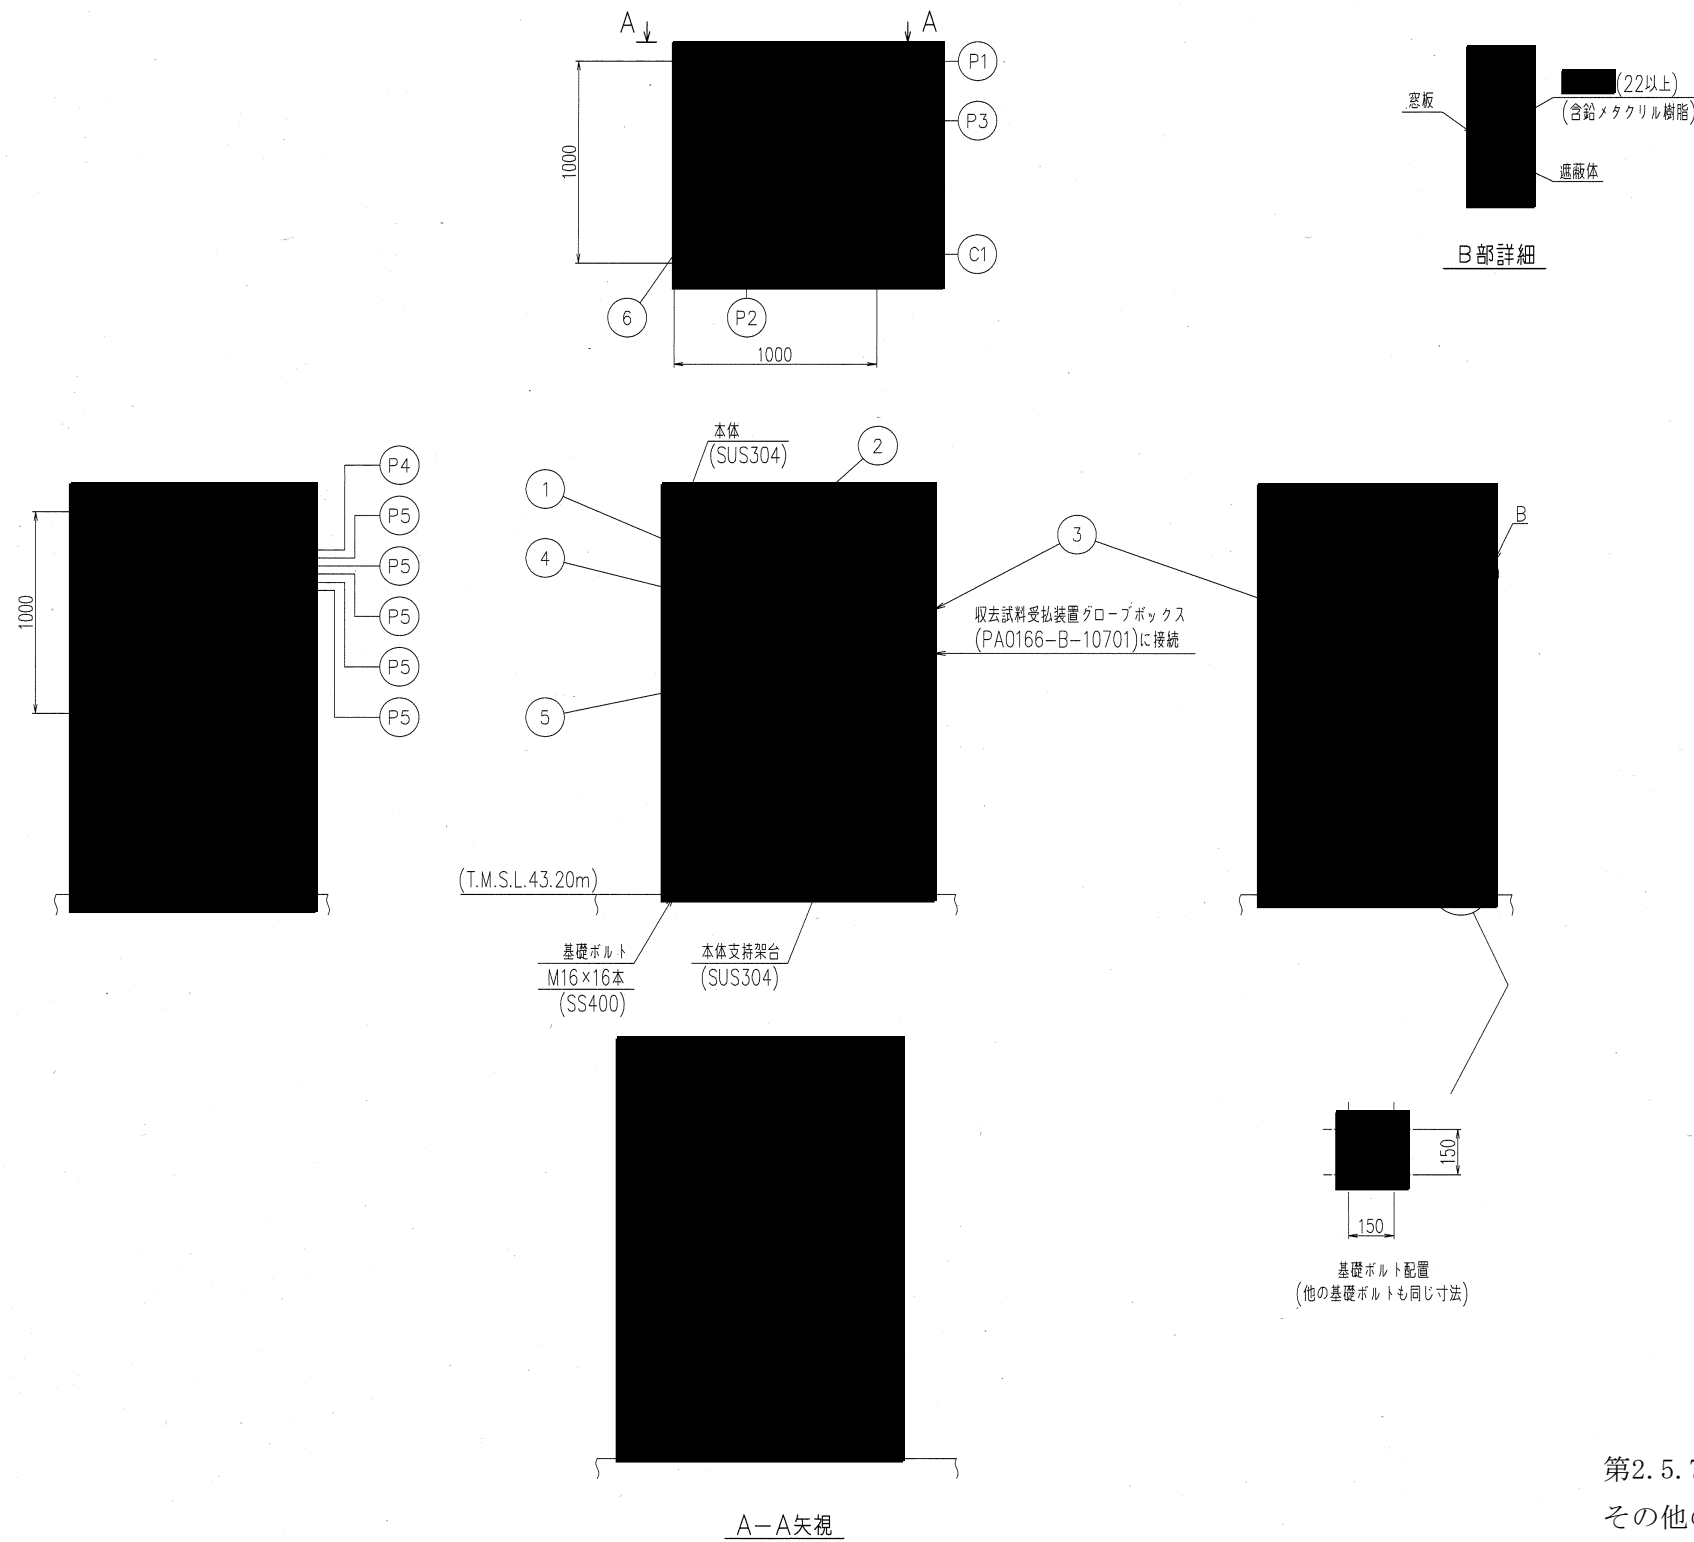 A
A
P1
P3
C1
P2
6
1000
1000
窓板
(22以上)
(含鉛メタクリル樹脂)
遮蔽体
B部詳細
P4
P5
P5
P5
P5
P5
1000
本体
(SUS304)
1
2
4
5
3
収去試料受払装置グローブボックス
(PA0166-B-10701)に接続
B
(T.M.S.L.43.20m)
基礎ボルト
M16×16本
(SS400)
本体支持架台
(SUS304)
150
150
基礎ボルト配置
(他の基礎ボルトも同じ寸法)
A-A矢視
第2.5.
その他